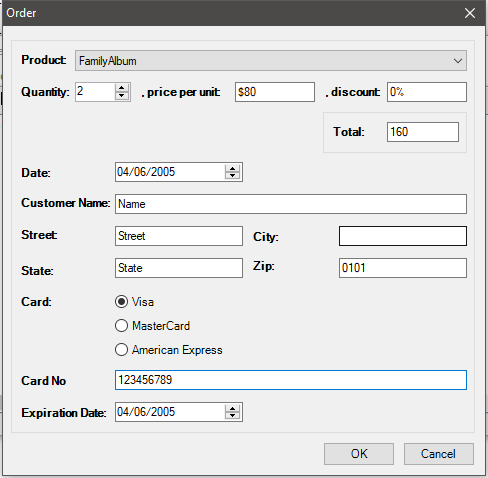 Order
Product: FamilyAlbum
Quantity: 2 , price per unit: $80 , discount: 0%
Total: 160
Date: 04/06/2005
Customer Name: Name
Street: Street City:
State: State Zip: 0101
Card: Visa
MasterCard
American Express
Card No 123456789
Expiration Date: 04/06/2005
OK Cancel